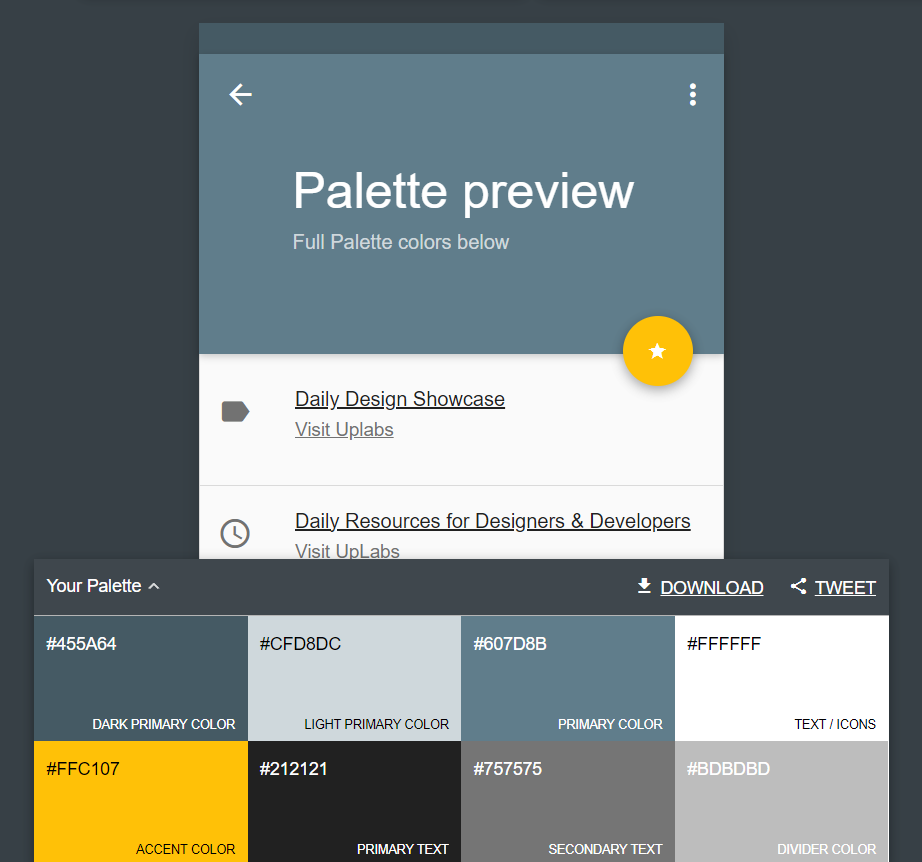 Palette preview
Full Palette colors below
Daily Design Showcase
Visit Uplabs
Daily Resources for Designers & Developers
Visit UpLabs
Your Palette
DOWNLOAD
TWEET
#455A64
DARK PRIMARY COLOR
#CFD8DC
LIGHT PRIMARY COLOR
#607D8B
PRIMARY COLOR
#FFFFFF
TEXT / ICONS
#FFC107
ACCENT COLOR
#212121
PRIMARY TEXT
#757575
SECONDARY TEXT
#BDBDBD
DIVIDER COLOR